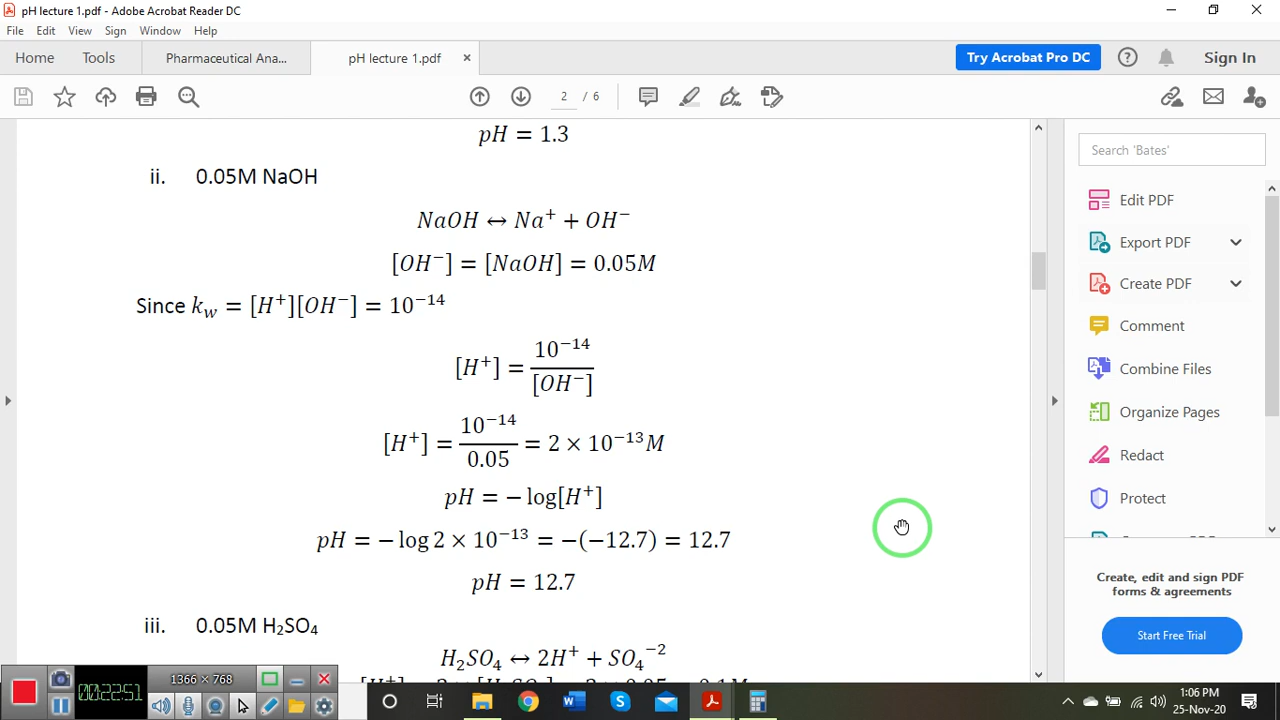 pH lecture 1.pdf - Adobe Acrobat Reader DC
File Edit View Sign Window Help
Home Tools Pharmaceutical Ana... pH lecture 1.pdf × Try Acrobat Pro DC Sign In
2 / 6
pH = 1.3
Search 'Bates'
ii. 0.05M NaOH
Edit PDF
NaOH ↔ Na⁺ + OH⁻
Export PDF
[OH⁻] = [NaOH] = 0.05M
Create PDF
Since k_w = [H⁺][OH⁻] = 10⁻¹⁴
Comment
[H⁺] = 10⁻¹⁴ / [OH⁻]
Combine Files
Organize Pages
[H⁺] = 10⁻¹⁴ / 0.05 = 2 × 10⁻¹³M
Redact
pH = − log[H⁺]
Protect
pH = − log 2 × 10⁻¹³ = −(−12.7) = 12.7
pH = 12.7
Create, edit and sign PDF
forms & agreements
iii. 0.05M H₂SO₄
Start Free Trial
H₂SO₄ ↔ 2H⁺ + SO₄⁻²
1366 × 768
00:22:51
1:06 PM
25-Nov-20